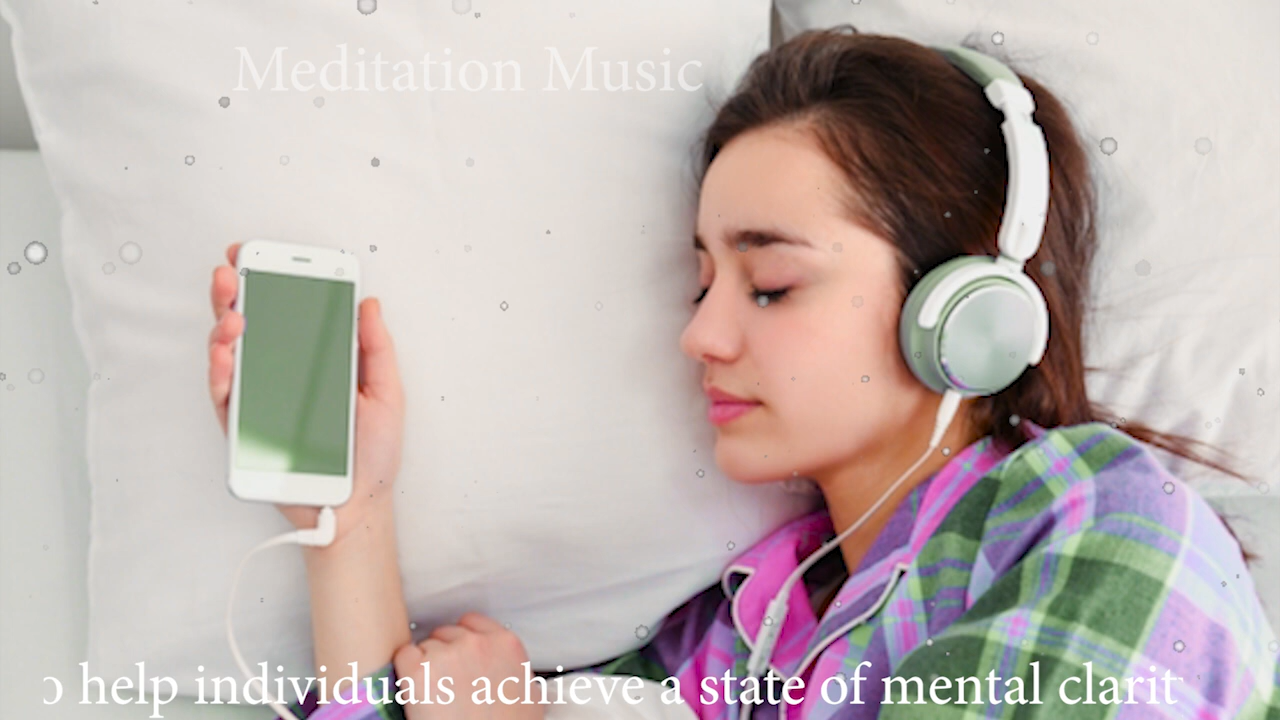 Meditation Music
help individuals achieve a state of mental clarit